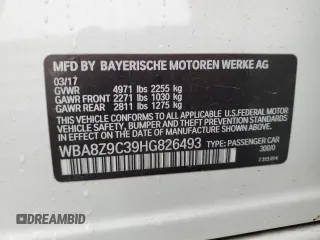 MFD BY BAYERISCHE MOTOREN WERKE AG
03/17
GVWR 4971 lbs 2255 kg
GAWR FRONT 2271 lbs 1030 kg
GAWR REAR 2811 lbs 1275 kg
THIS VEHICLE CONFORMS TO ALL APPLICABLE
FEDERAL MOTOR VEHICLE SAFETY, BUMPER, AND
THEFT PREVENTION STANDARDS IN EFFECT ON THE
DATE OF MANUFACTURE SHOWN ABOVE.
WBA8Z9C39HG826493 TYPE: PASSENGER CAR
300/0
DREAMBID